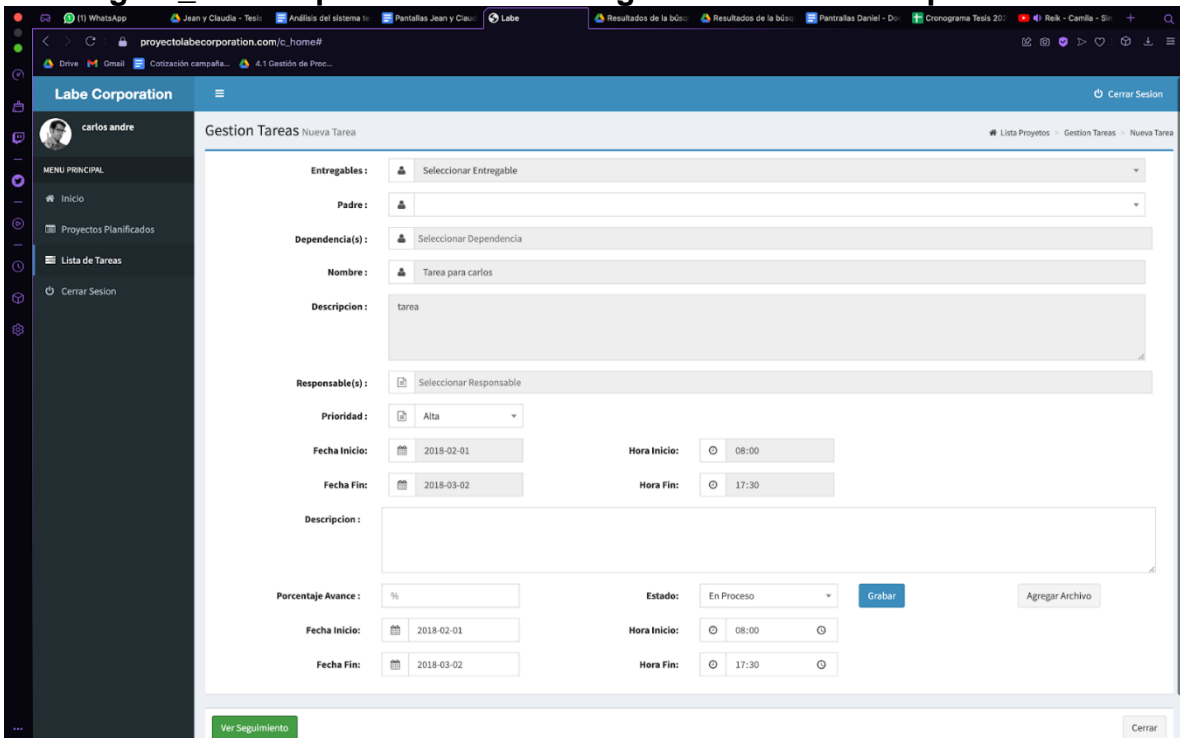 (1) WhatsApp Jean y Claudia - Tesis Análisis del sistema te Pantallas Jean y Clauc Labe Resultados de la búsq Resultados de la búsq Pantrallas Daniel - Doc Cronograma Tesis 202 Reik - Camila - Sin
proyectolabecorporation.com/c_home#
Drive Gmail Cotización campaña... 4.1 Gestión de Proc...
Labe Corporation Cerrar Sesion
carlos andre
Gestion Tareas Nueva Tarea Lista Proyetos > Gestion Tareas > Nueva Tarea
MENU PRINCIPAL
Inicio
Proyectos Planificados
Lista de Tareas
Cerrar Sesion
Entregables : Seleccionar Entregable
Padre :
Dependencia(s) : Seleccionar Dependencia
Nombre : Tarea para carlos
Descripcion : tarea
Responsable(s) : Seleccionar Responsable
Prioridad : Alta
Fecha Inicio: 2018-02-01 Hora Inicio: 08:00
Fecha Fin: 2018-03-02 Hora Fin: 17:30
Descripcion :
Porcentaje Avance : % Estado: En Proceso Grabar Agregar Archivo
Fecha Inicio: 2018-02-01 Hora Inicio: 08:00
Fecha Fin: 2018-03-02 Hora Fin: 17:30
Ver Seguimiento Cerrar